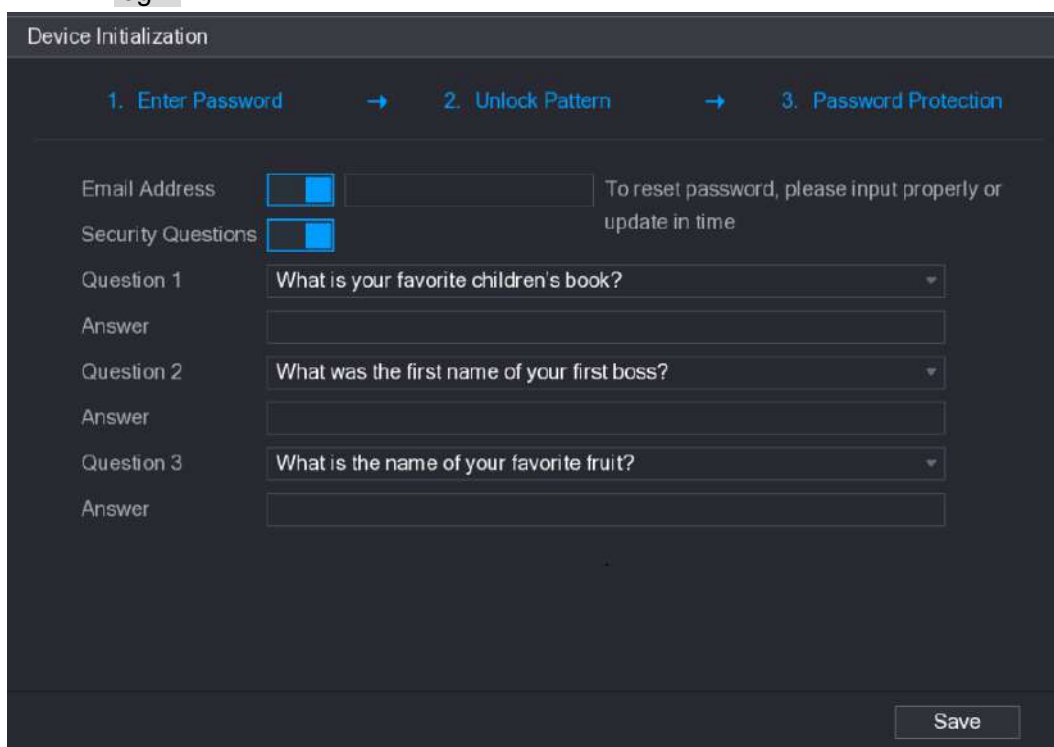 Device Initialization
1. Enter Password → 2. Unlock Pattern → 3. Password Protection
Email Address To reset password, please input properly or
update in time
Security Questions
Question 1 What is your favorite children's book?
Answer
Question 2 What was the first name of your first boss?
Answer
Question 3 What is the name of your favorite fruit?
Answer
Save